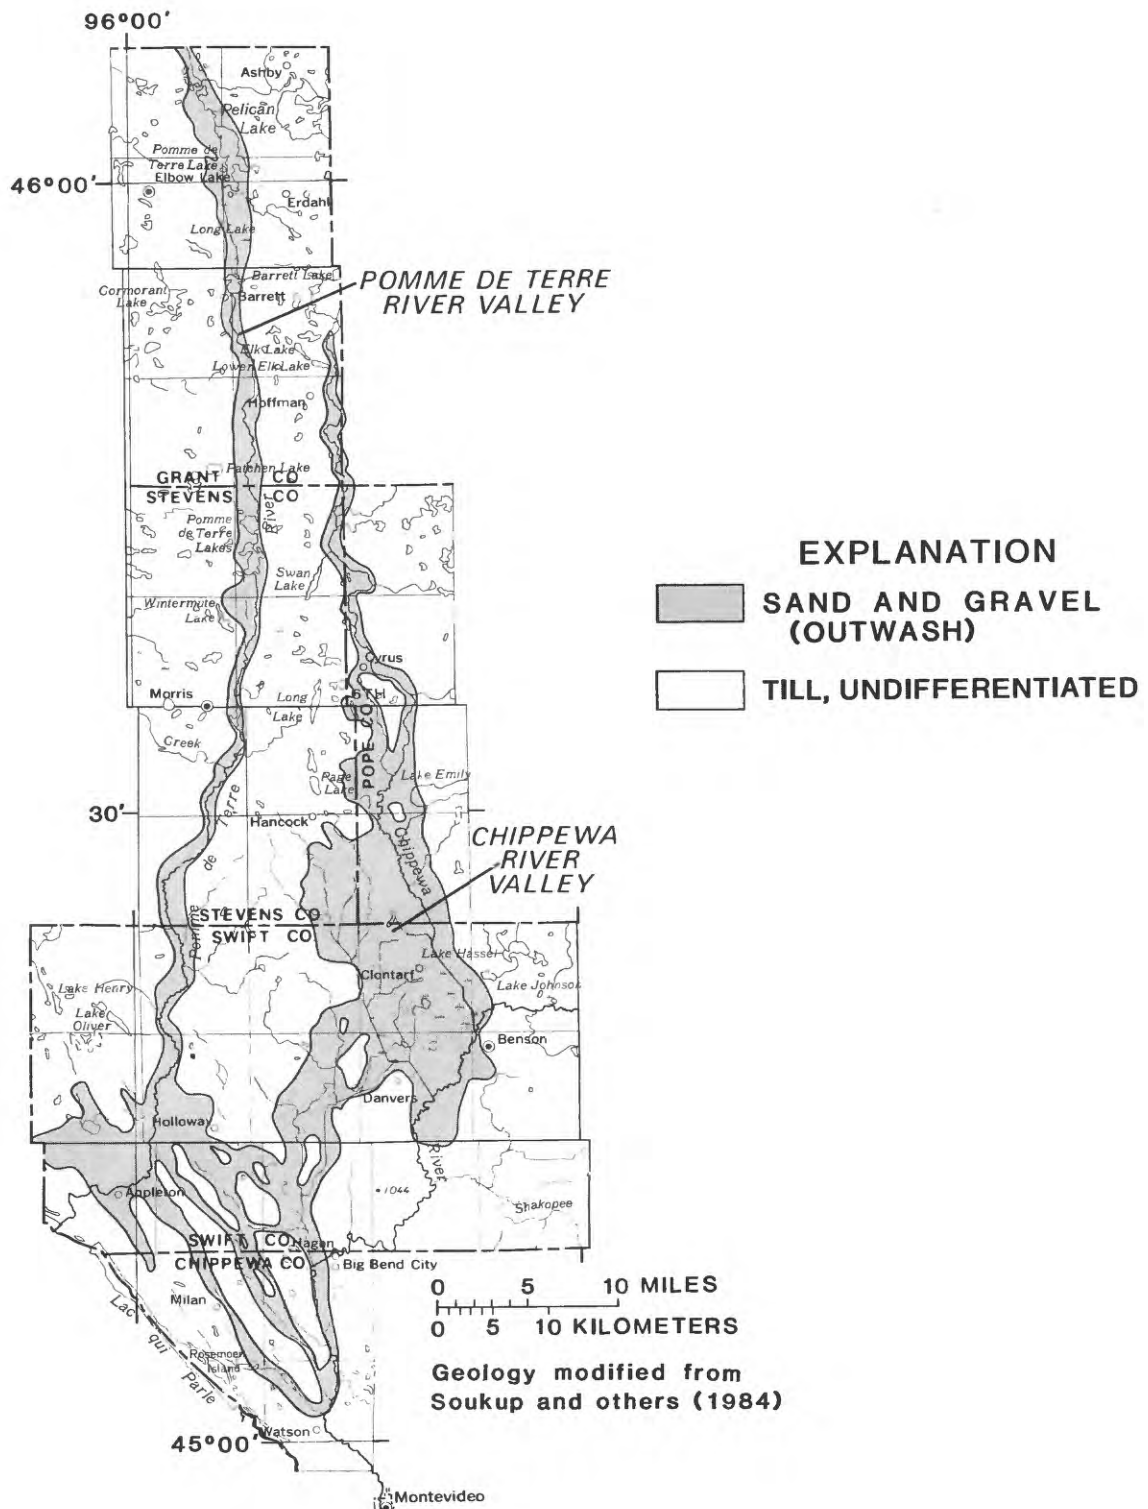 96°00'
Ashby
Pelican
Lake
Pomme de
Terre Lake
46°00'
Elbow Lake
Erdahl
Long Lake
Barrett Lake
POMME DE TERRE
RIVER VALLEY
Cormorant
Lake
Barrett
Elk Lake
Lower Elk Lake
Hoffman
Patchen Lake
GRANT CO
STEVENS CO
River
Pomme
de Terre
Lakes
Swan
Lake
EXPLANATION
SAND AND GRAVEL
(OUTWASH)
TILL, UNDIFFERENTIATED
Wintermute
Lake
Cyrus
Morris
Long
Lake
5TH
POPE CO
Creek
Page
Lake
Lake Emily
30'
Hancock
Terre
de
Pomme
Chippewa
CHIPPEWA
RIVER
VALLEY
STEVENS CO
SWIFT CO
Lake Hassel
Clontarf
Lake Henry
Lake
Oliver
Lake Johnson
Benson
Danvers
Holloway
River
Appleton
1044
Shakopee
SWIFT CO
Hagan
CHIPPEWA CO
Big Bend City
Milan
0 5 10 MILES
0 5 10 KILOMETERS
Lac qui Parle
Rosemoen
Island
Geology modified from
Soukup and others (1984)
Watson
45°00'
Montevideo